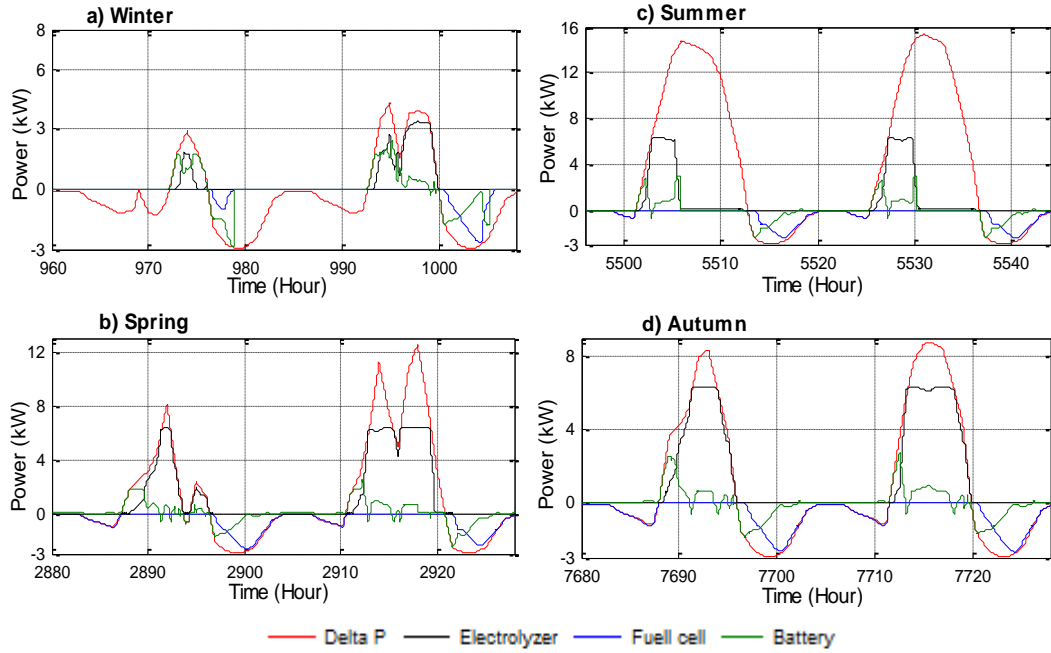 a) Winter
8
6
3
0
-3
Power (kW)
960 970 980 990 1000
Time (Hour)
c) Summer
16
12
8
4
0
-3
Power (kW)
5500 5510 5520 5530 5540
Time (Hour)
b) Spring
12
8
4
0
-3
Power (kW)
2880 2890 2900 2910 2920
Time (Hour)
d) Autumn
8
4
0
-3
Power (kW)
7680 7690 7700 7710 7720
Time (Hour)
Delta P Electrolyzer Fuell cell Battery